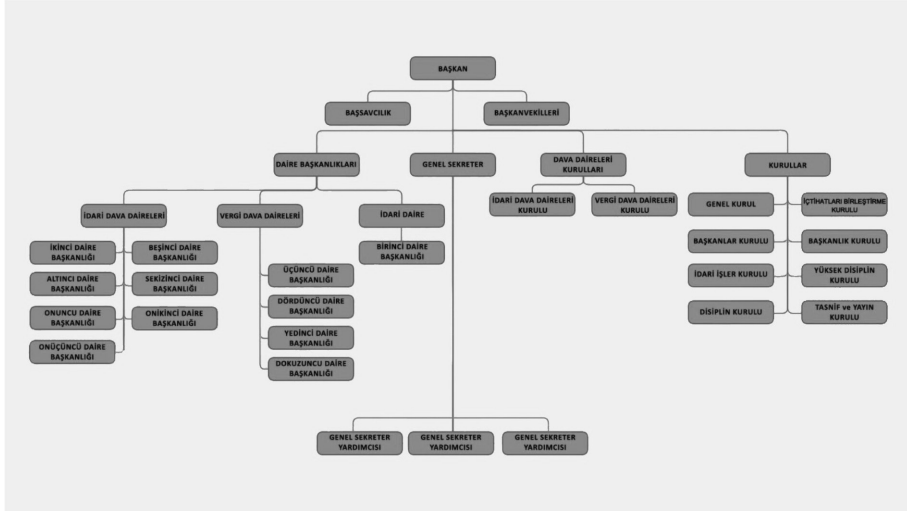 BAŞKAN
BAŞSAVCILIK
BAŞKANVEKİLLERİ
DAİRE BAŞKANLIKLARI
GENEL SEKRETER
DAVA DAİRELERİ
KURULLARI
KURULLAR
İDARİ DAVA DAİRELERİ
VERGİ DAVA DAİRELERİ
İDARİ DAİRE
İDARİ DAVA DAİRELERİ
KURULU
VERGİ DAVA DAİRELERİ
KURULU
GENEL KURUL
İÇTİHATLARI BİRLEŞTİRME
KURULU
İKİNCİ DAİRE
BAŞKANLIĞI
BEŞİNCİ DAİRE
BAŞKANLIĞI
BİRİNCİ DAİRE
BAŞKANLIĞI
BAŞKANLAR KURULU
BAŞKANLIK KURULU
ALTINCI DAİRE
BAŞKANLIĞI
SEKİZİNCİ DAİRE
BAŞKANLIĞI
ÜÇÜNCÜ DAİRE
BAŞKANLIĞI
İDARİ İŞLER KURULU
YÜKSEK DİSİPLİN
KURULU
ONUNCU DAİRE
BAŞKANLIĞI
ONİKİNCİ DAİRE
BAŞKANLIĞI
DÖRDÜNCÜ DAİRE
BAŞKANLIĞI
DİSİPLİN KURULU
TASNİF ve YAYIN
KURULU
ONÜÇÜNCÜ DAİRE
BAŞKANLIĞI
YEDİNCİ DAİRE
BAŞKANLIĞI
DOKUZUNCU DAİRE
BAŞKANLIĞI
GENEL SEKRETER
YARDIMCISI
GENEL SEKRETER
YARDIMCISI
GENEL SEKRETER
YARDIMCISI